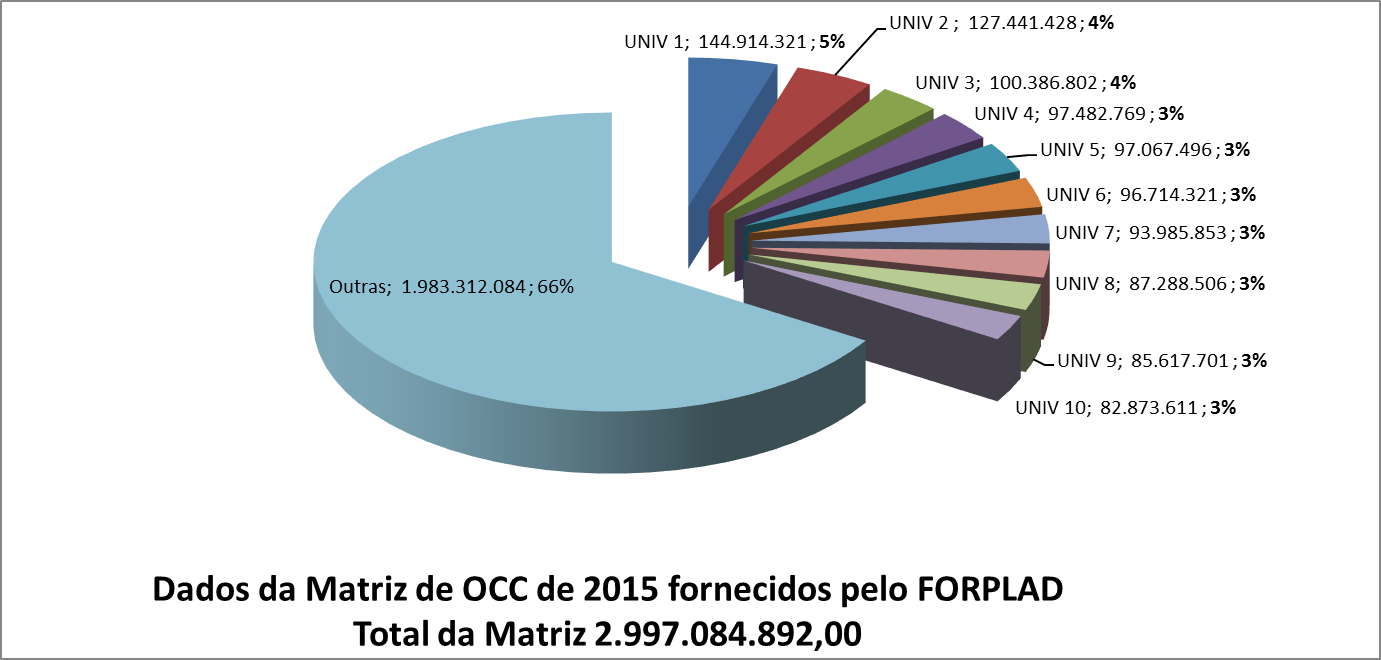 UNIV 1; 144.914.321 ; 5%
UNIV 2 ; 127.441.428 ; 4%
UNIV 3; 100.386.802 ; 4%
UNIV 4; 97.482.769 ; 3%
UNIV 5; 97.067.496 ; 3%
UNIV 6; 96.714.321 ; 3%
UNIV 7; 93.985.853 ; 3%
UNIV 8; 87.288.506 ; 3%
UNIV 9; 85.617.701 ; 3%
UNIV 10; 82.873.611 ; 3%
Outras; 1.983.312.084 ; 66%
Dados da Matriz de OCC de 2015 fornecidos pelo FORPLAD
Total da Matriz 2.997.084.892,00